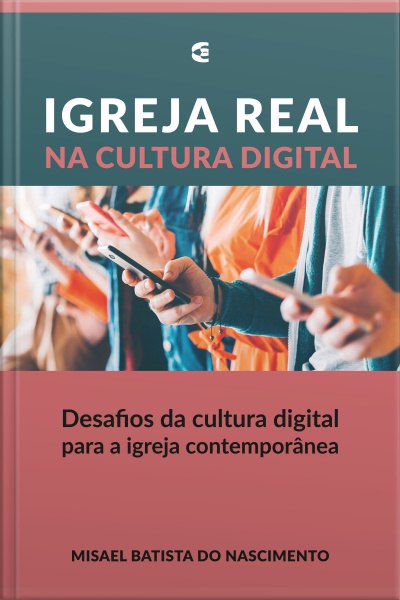 IGREJA REAL
NA CULTURA DIGITAL
Desafios da cultura digital
para a igreja contemporânea
MISAEL BATISTA DO NASCIMENTO